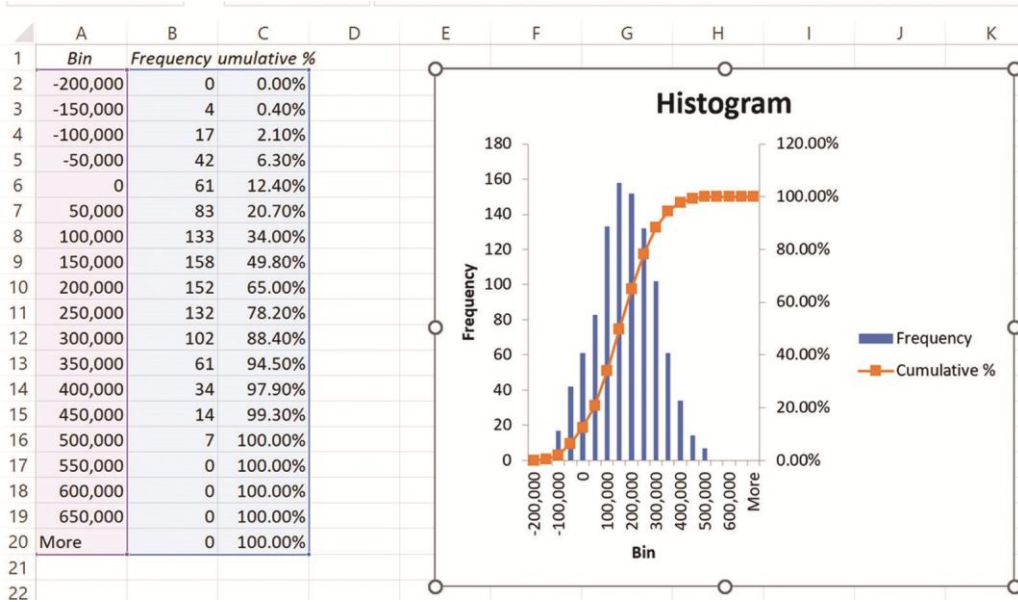 A B C D E F G H I J K
1 Bin Frequency umulative %
2 -200,000 0 0.00%
3 -150,000 4 0.40%
4 -100,000 17 2.10%
5 -50,000 42 6.30%
6 0 61 12.40%
7 50,000 83 20.70%
8 100,000 133 34.00%
9 150,000 158 49.80%
10 200,000 152 65.00%
11 250,000 132 78.20%
12 300,000 102 88.40%
13 350,000 61 94.50%
14 400,000 34 97.90%
15 450,000 14 99.30%
16 500,000 7 100.00%
17 550,000 0 100.00%
18 600,000 0 100.00%
19 650,000 0 100.00%
20 More 0 100.00%
21
22
Histogram
180 120.00%
160
100.00%
140
120
80.00%
100
60.00%
80
60
40.00%
40
20.00%
20
0 0.00%
Frequency
-200,000 -100,000 0 100,000 200,000 300,000 400,000 500,000 600,000 More
Bin
Frequency
Cumulative %